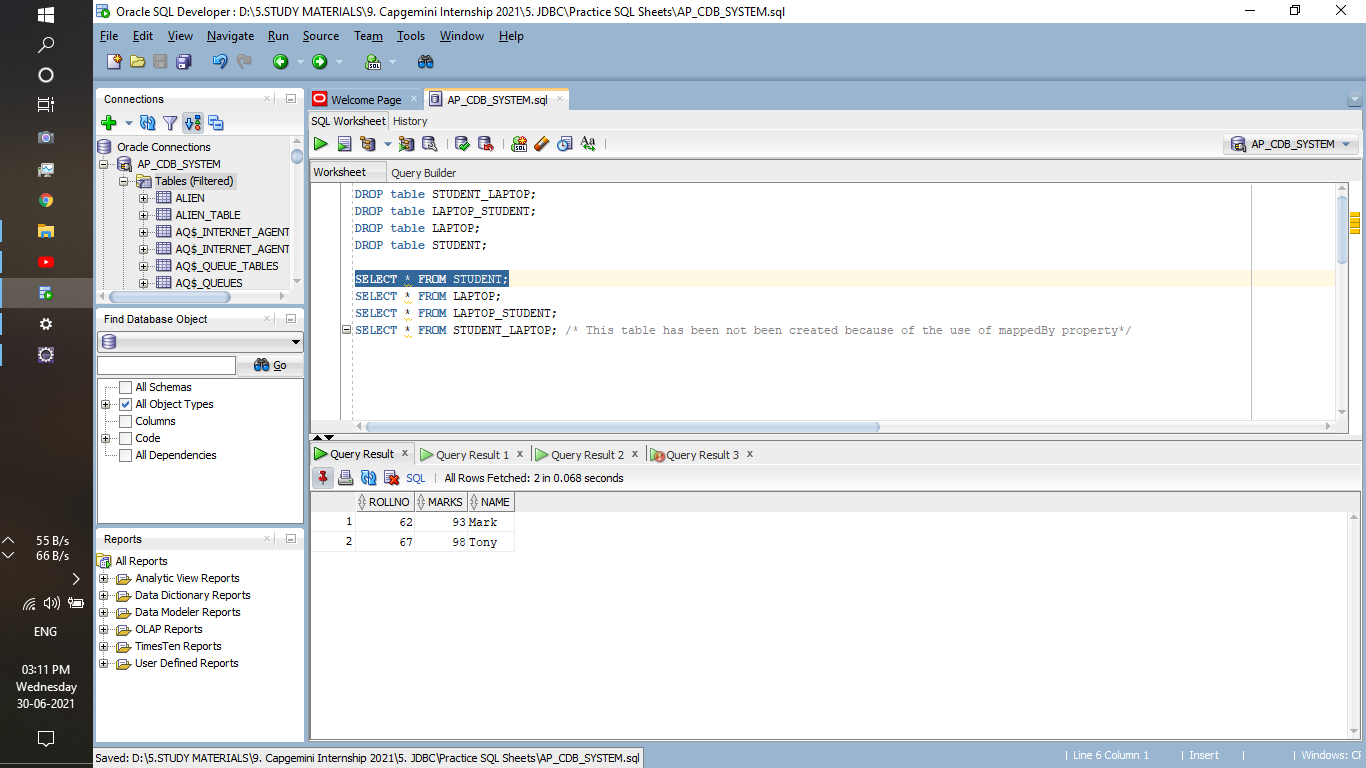 Oracle SQL Developer : D:\5.STUDY MATERIALS\9. Capgemini Internship 2021\5. JDBC\Practice SQL Sheets\AP_CDB_SYSTEM.sql
File Edit View Navigate Run Source Team Tools Window Help
Connections
Oracle Connections
AP_CDB_SYSTEM
Tables (Filtered)
ALIEN
ALIEN_TABLE
AQ$_INTERNET_AGENT
AQ$_INTERNET_AGENT
AQ$_QUEUE_TABLES
AQ$_QUEUES
Find Database Object
Go
All Schemas
All Object Types
Columns
Code
All Dependencies
Reports
All Reports
Analytic View Reports
Data Dictionary Reports
Data Modeler Reports
OLAP Reports
TimesTen Reports
User Defined Reports
Welcome Page AP_CDB_SYSTEM.sql
SQL Worksheet History
AP_CDB_SYSTEM
Worksheet Query Builder
DROP table STUDENT_LAPTOP;
DROP table LAPTOP_STUDENT;
DROP table LAPTOP;
DROP table STUDENT;
SELECT * FROM STUDENT;
SELECT * FROM LAPTOP;
SELECT * FROM LAPTOP_STUDENT;
SELECT * FROM STUDENT_LAPTOP; /* This table has been not been created because of the use of mappedBy property*/
Query Result Query Result 1 Query Result 2 Query Result 3
SQL All Rows Fetched: 2 in 0.068 seconds
ROLLNO MARKS NAME
1 62 93 Mark
2 67 98 Tony
55 B/s
66 B/s
ENG
03:11 PM
Wednesday
30-06-2021
Saved: D:\5.STUDY MATERIALS\9. Capgemini Internship 2021\5. JDBC\Practice SQL Sheets\AP_CDB_SYSTEM.sql
Line 6 Column 1 Insert Windows: CF